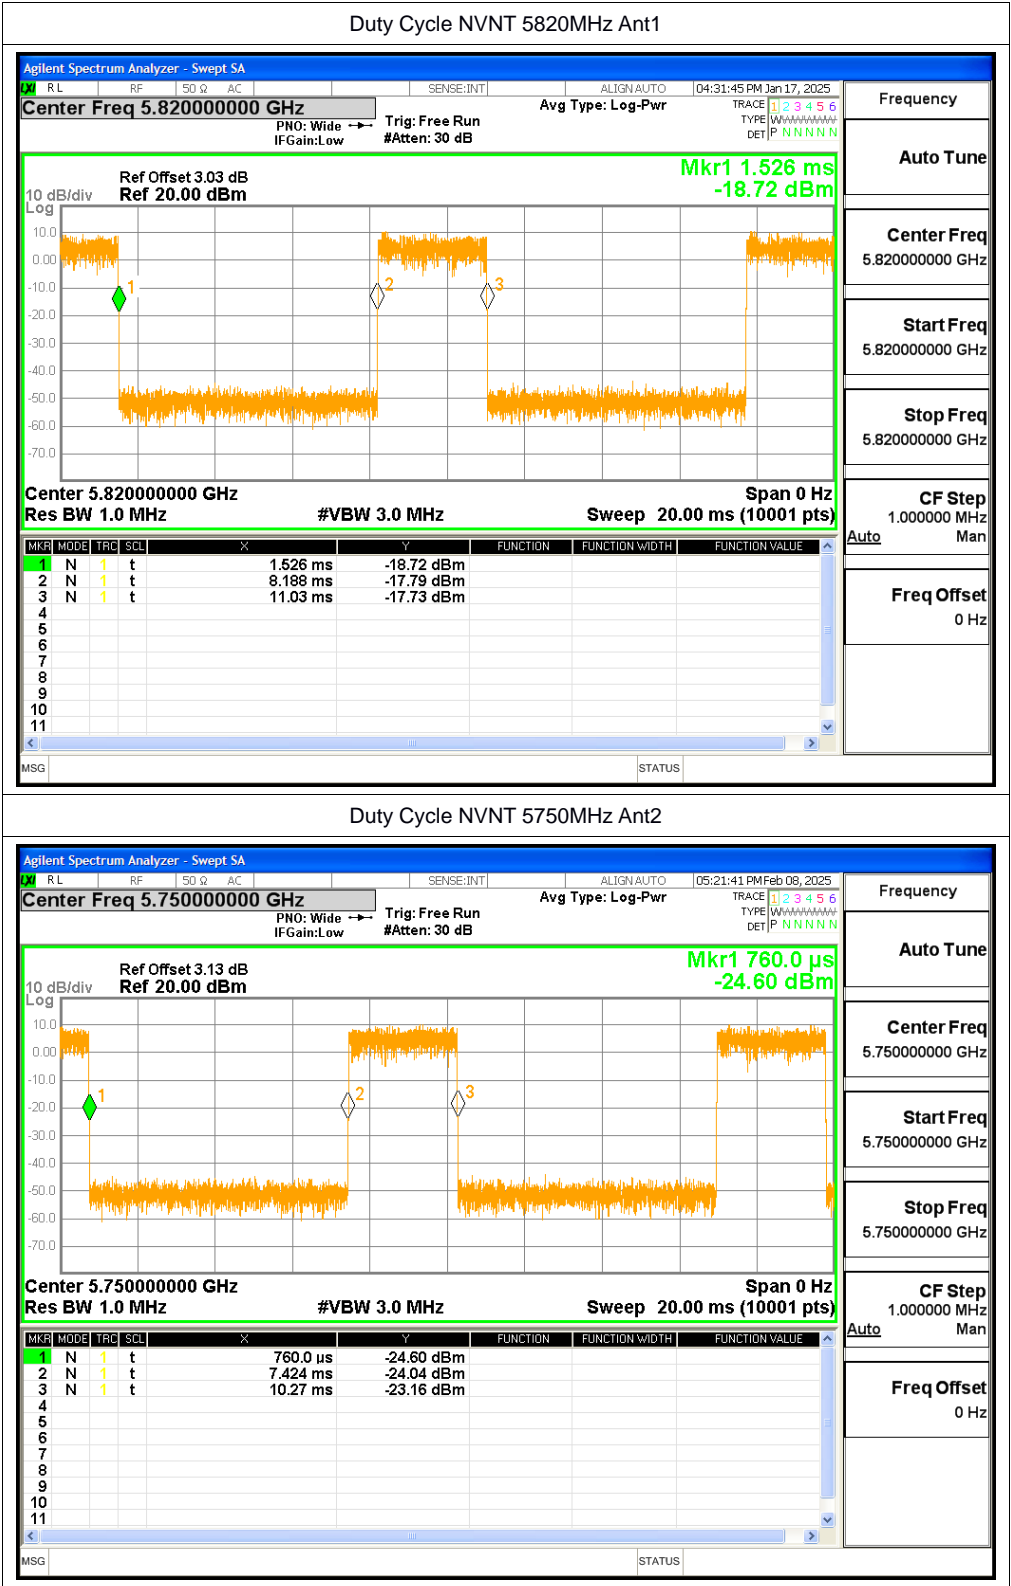 Duty Cycle NVNT 5820MHz Ant1
Agilent Spectrum Analyzer - Swept SA
LXI RL RF 50 Ω AC SENSE:INT ALIGN AUTO 04:31:45 PM Jan 17, 2025
Center Freq 5.820000000 GHz
PNO: Wide
IFGain:Low
Trig: Free Run
#Atten: 30 dB
Avg Type: Log-Pwr
TRACE 1 2 3 4 5 6
TYPE W
DET P N N N N N
Mkr1 1.526 ms
-18.72 dBm
Ref Offset 3.03 dB
10 dB/div Ref 20.00 dBm
Log
10.0
0.00
-10.0
-20.0
-30.0
-40.0
-50.0
-60.0
-70.0
1
2
3
Center 5.820000000 GHz Span 0 Hz
Res BW 1.0 MHz #VBW 3.0 MHz Sweep 20.00 ms (10001 pts)
MKR MODE TRC SCL X Y FUNCTION FUNCTION WIDTH FUNCTION VALUE
1 N 1 t 1.526 ms -18.72 dBm
2 N 1 t 8.188 ms -17.79 dBm
3 N 1 t 11.03 ms -17.73 dBm
4
5
6
7
8
9
10
11
MSG STATUS
Frequency
Auto Tune
Center Freq
5.820000000 GHz
Start Freq
5.820000000 GHz
Stop Freq
5.820000000 GHz
CF Step
1.000000 MHz
Auto Man
Freq Offset
0 Hz
Duty Cycle NVNT 5750MHz Ant2
Agilent Spectrum Analyzer - Swept SA
LXI RL RF 50 Ω AC SENSE:INT ALIGN AUTO 05:21:41 PM Feb 08, 2025
Center Freq 5.750000000 GHz
PNO: Wide
IFGain:Low
Trig: Free Run
#Atten: 30 dB
Avg Type: Log-Pwr
TRACE 1 2 3 4 5 6
TYPE W
DET P N N N N N
Mkr1 760.0 µs
-24.60 dBm
Ref Offset 3.13 dB
10 dB/div Ref 20.00 dBm
Log
10.0
0.00
-10.0
-20.0
-30.0
-40.0
-50.0
-60.0
-70.0
1
2
3
Center 5.750000000 GHz Span 0 Hz
Res BW 1.0 MHz #VBW 3.0 MHz Sweep 20.00 ms (10001 pts)
MKR MODE TRC SCL X Y FUNCTION FUNCTION WIDTH FUNCTION VALUE
1 N 1 t 760.0 µs -24.60 dBm
2 N 1 t 7.424 ms -24.04 dBm
3 N 1 t 10.27 ms -23.16 dBm
4
5
6
7
8
9
10
11
MSG STATUS
Frequency
Auto Tune
Center Freq
5.750000000 GHz
Start Freq
5.750000000 GHz
Stop Freq
5.750000000 GHz
CF Step
1.000000 MHz
Auto Man
Freq Offset
0 Hz